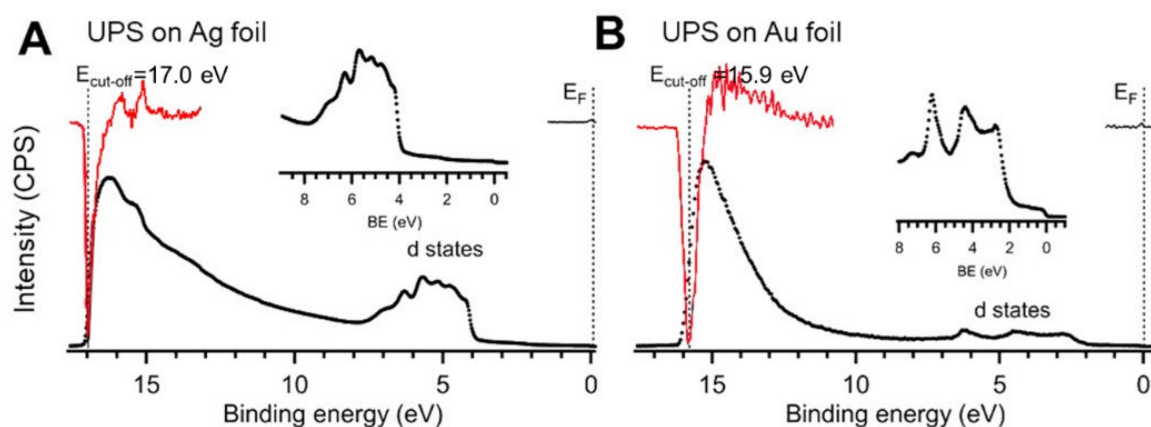 A UPS on Ag foil
E_cut-off=17.0 eV
E_F
8 6 4 2 0
BE (eV)
d states
Intensity (CPS)
15 10 5 0
Binding energy (eV)
B UPS on Au foil
E_cut-off=15.9 eV
E_F
8 6 4 2 0
BE (eV)
d states
15 10 5 0
Binding energy (eV)